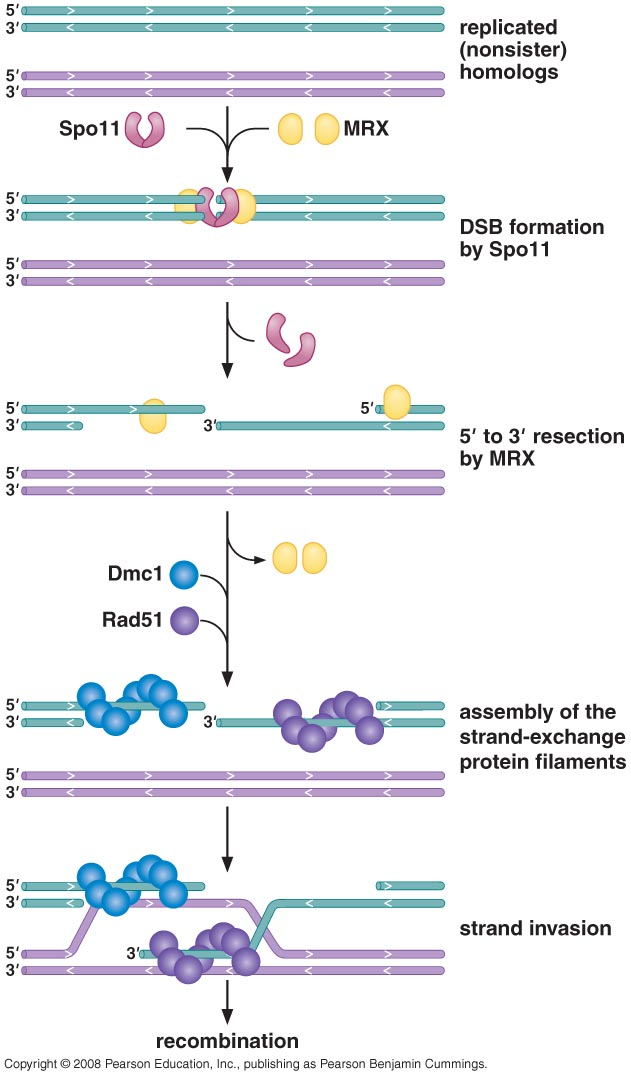 5′
3′
replicated
(nonsister)
homologs
5′
3′
Spo11
MRX
5′
3′
DSB formation
by Spo11
5′
3′
5′
5′
3′
3′
5′ to 3′ resection
by MRX
5′
3′
Dmc1
Rad51
5′
3′
3′
assembly of the
strand-exchange
protein filaments
5′
3′
5′
3′
strand invasion
5′
3′
3′
recombination
Copyright © 2008 Pearson Education, Inc., publishing as Pearson Benjamin Cummings.